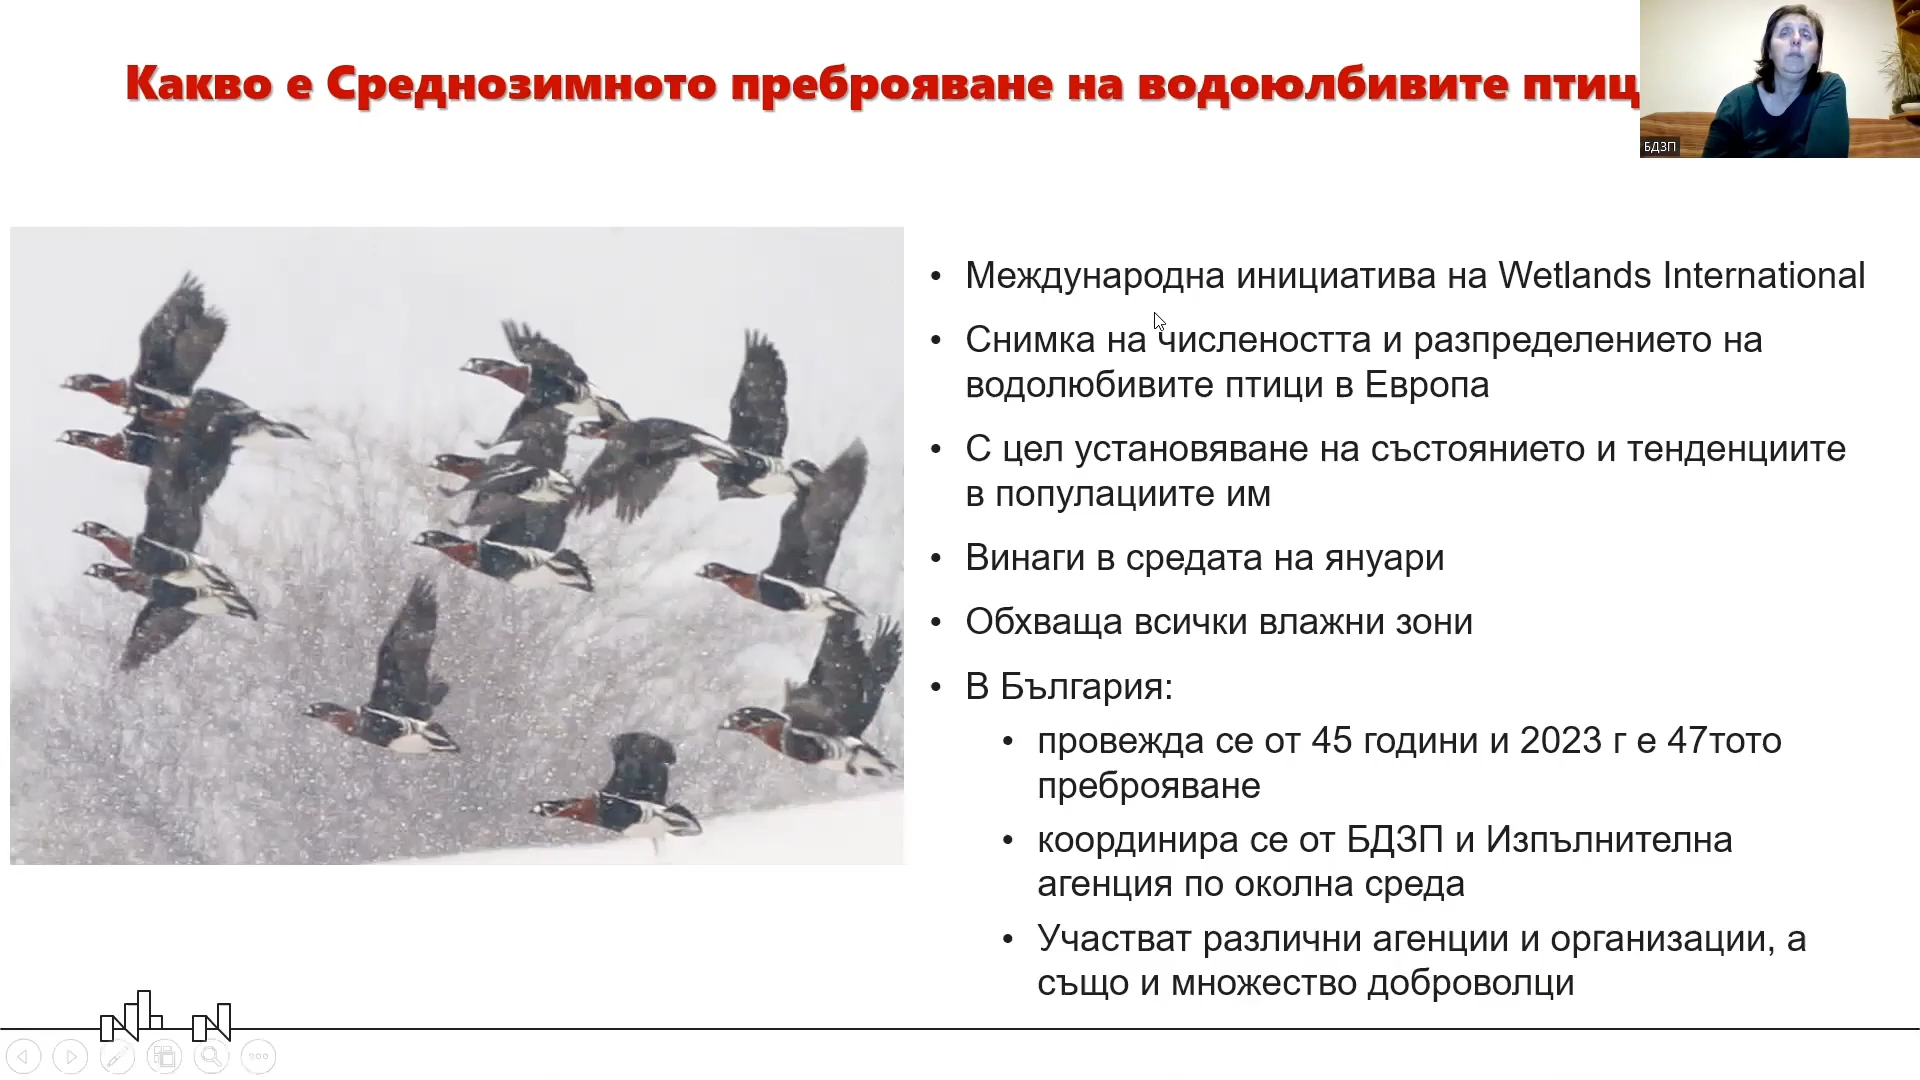 Какво е Среднозимното преброяване на водоюлбивите птиц
БДЗП
• Международна инициатива на Wetlands International
• Снимка на числеността и разпределението на
водолюбивите птици в Европа
• С цел установяване на състоянието и тенденциите
в популациите им
• Винаги в средата на януари
• Обхваща всички влажни зони
• В България:
• провежда се от 45 години и 2023 г е 47тото
преброяване
• координира се от БДЗП и Изпълнителна
агенция по околна среда
• Участват различни агенции и организации, а
също и множество доброволци